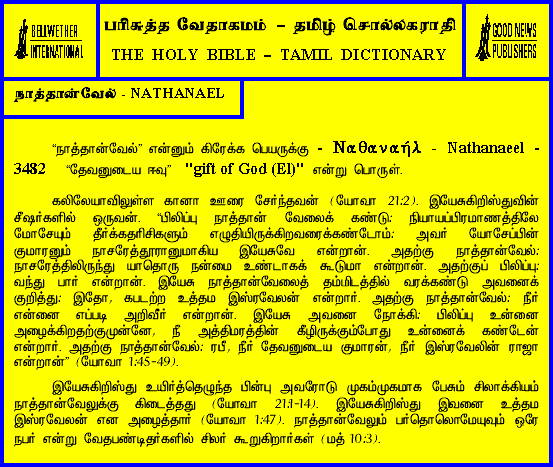 BELLWETHER
INTERNATIONAL
பரிசுத்த வேதாகமம் – தமிழ் சொல்லகராதி
THE HOLY BIBLE – TAMIL DICTIONARY
GOOD NEWS
PUBLISHERS
நாத்தான்வேல் - NATHANAEL
“நாத்தான்வேல்” என்னும் கிரேக்க பெயருக்கு - Ναθαναήλ - Nathanaeel -
3482 “தேவனுடைய ஈவு” "gift of God (El)" என்று பொருள்.
கலிலேயாவிலுள்ள கானா ஊரை சேர்ந்தவன் (யோவா 21:2). இயேசுகிறிஸ்துவின்
சீஷர்களில் ஒருவன். “பிலிப்பு நாத்தான் வேலைக் கண்டு: நியாயப்பிரமாணத்திலே
மோசேயும் தீர்க்கதரிசிகளும் எழுதியிருக்கிறவரைக்கண்டோம்; அவர் யோசேப்பின்
குமாரனும் நாசரேத்தூரானுமாகிய இயேசுவே என்றான். அதற்கு நாத்தான்வேல்:
நாசரேத்திலிருந்து யாதொரு நன்மை உண்டாகக் கூடுமா என்றான். அதற்குப் பிலிப்பு:
வந்து பார் என்றான். இயேசு நாத்தான்வேலைத் தம்மிடத்தில் வரக்கண்டு அவனைக்
குறித்து: இதோ, கபடற்ற உத்தம இஸ்ரவேலன் என்றார். அதற்கு நாத்தான்வேல்: நீர்
என்னை எப்படி அறிவீர் என்றான். இயேசு அவனை நோக்கி: பிலிப்பு உன்னை
அழைக்கிறதற்குமுன்னே, நீ அத்திமரத்தின் கீழிருக்கும்போது உன்னைக் கண்டேன்
என்றார். அதற்கு நாத்தான்வேல்: ரபீ, நீர் தேவனுடைய குமாரன், நீர் இஸ்ரவேலின் ராஜா
என்றான்” (யோவா 1:45-49).
இயேசுகிறிஸ்து உயிர்த்தெழுந்த பின்பு அவரோடு முகம்முகமாக பேசும் சிலாக்கியம்
நாத்தான்வேலுக்கு கிடைத்தது (யோவா 21:1-14). இயேசுகிறிஸ்து இவனை உத்தம
இஸ்ரவேலன் என அழைத்தார் (யோவா 1:47). நாத்தான்வேலும் பர்தொலொமேயுவும் ஒரே
நபர் என்று வேதபண்டிதர்களில் சிலர் கூறுகிறார்கள் (மத் 10:3).